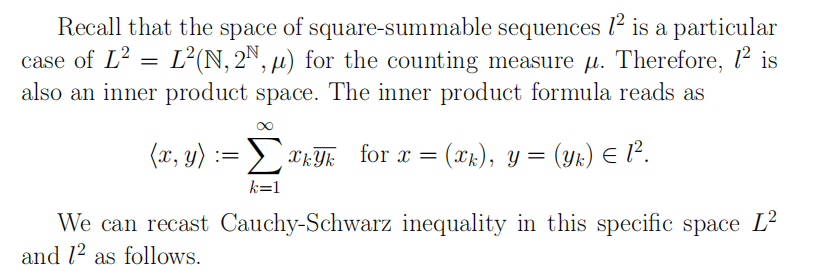 Recall that the space of square-summable sequences l² is a particular
case of L² = L²(ℕ, 2^ℕ, μ) for the counting measure μ. Therefore, l² is
also an inner product space. The inner product formula reads as
⟨x, y⟩ := ∑_{k=1}^{∞} x_k \overline{y_k} for x = (x_k), y = (y_k) ∈ l².
We can recast Cauchy-Schwarz inequality in this specific space L²
and l² as follows.